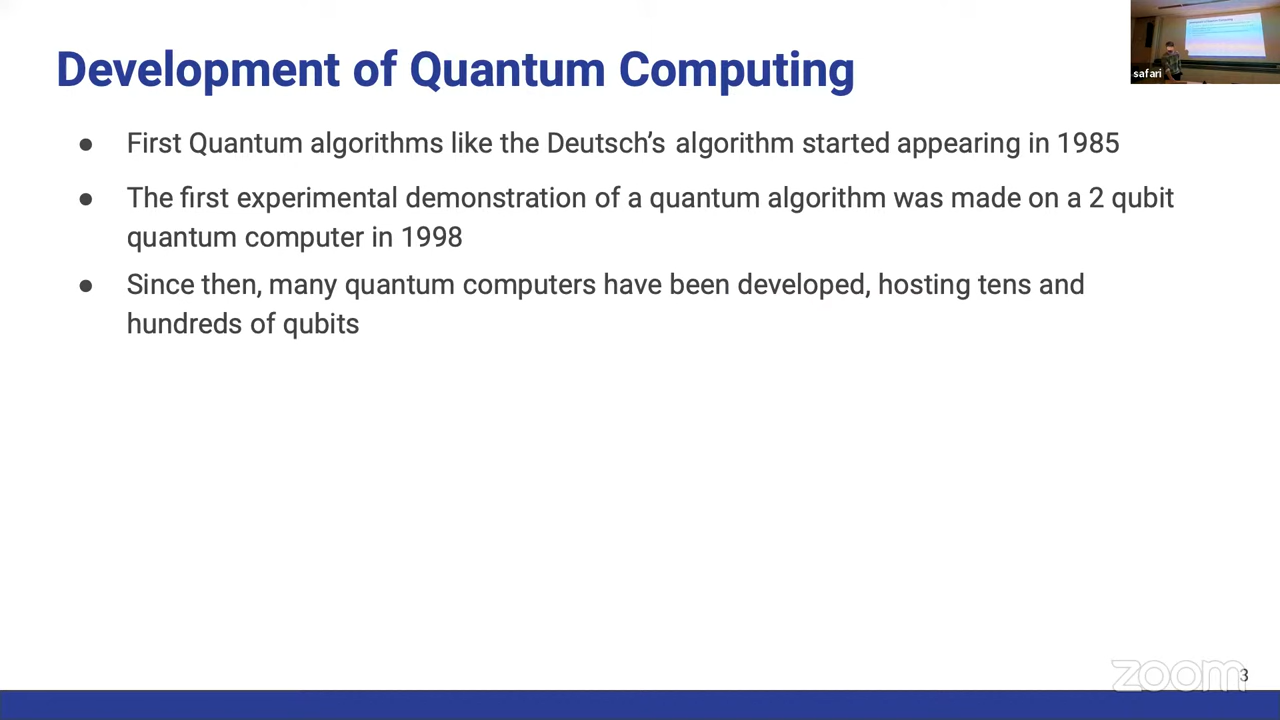 Development of Quantum Computing
safari
● First Quantum algorithms like the Deutsch's algorithm started appearing in 1985
● The first experimental demonstration of a quantum algorithm was made on a 2 qubit
quantum computer in 1998
● Since then, many quantum computers have been developed, hosting tens and
hundreds of qubits
zoom
3